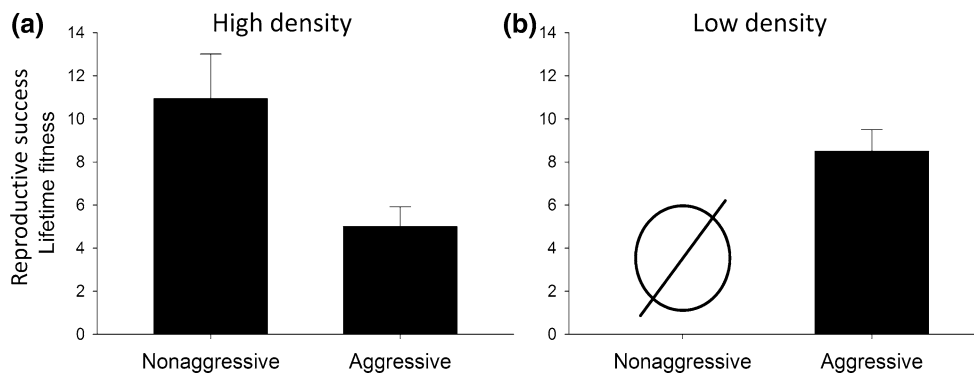 (a) High density
Reproductive success
Lifetime fitness
14
12
10
8
6
4
2
0
Nonaggressive Aggressive
(b) Low density
14
12
10
8
6
4
2
0
Nonaggressive Aggressive